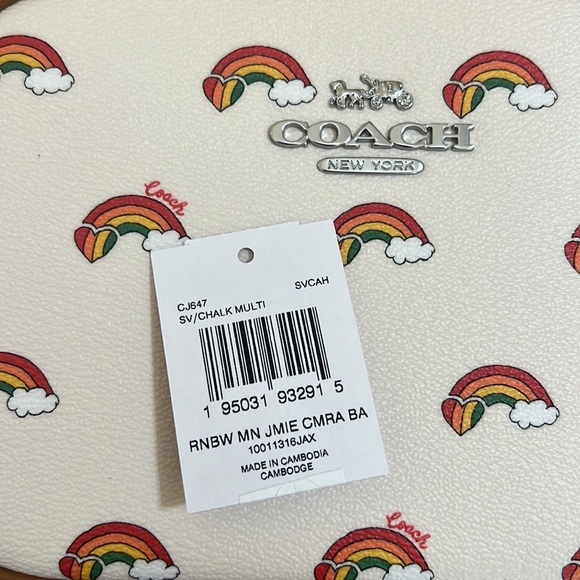 COACH
NEW YORK
Coach
CJ647
SVCAH
SV/CHALK MULTI
1 95031 93291 5
RNBW MN JMIE CMRA BA
10011316JAX
MADE IN CAMBODIA
CAMBODGE
Coach